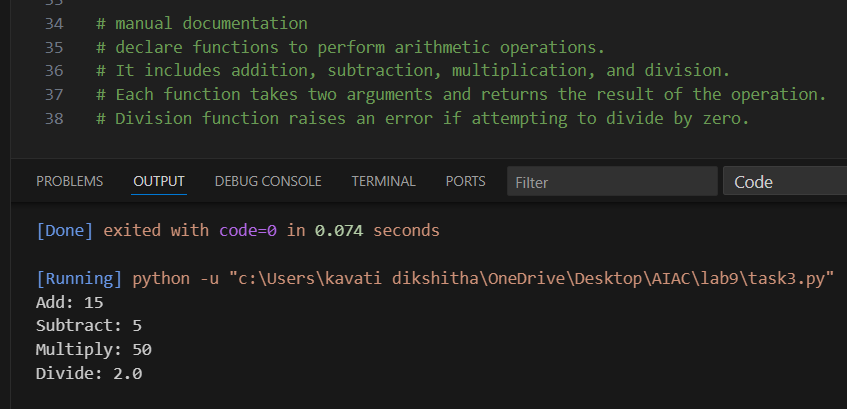 33
34 # manual documentation
35 # declare functions to perform arithmetic operations.
36 # It includes addition, subtraction, multiplication, and division.
37 # Each function takes two arguments and returns the result of the operation.
38 # Division function raises an error if attempting to divide by zero.
PROBLEMS OUTPUT DEBUG CONSOLE TERMINAL PORTS Filter Code
[Done] exited with code=0 in 0.074 seconds
[Running] python -u "c:\Users\kavati dikshitha\OneDrive\Desktop\AIAC\lab9\task3.py"
Add: 15
Subtract: 5
Multiply: 50
Divide: 2.0